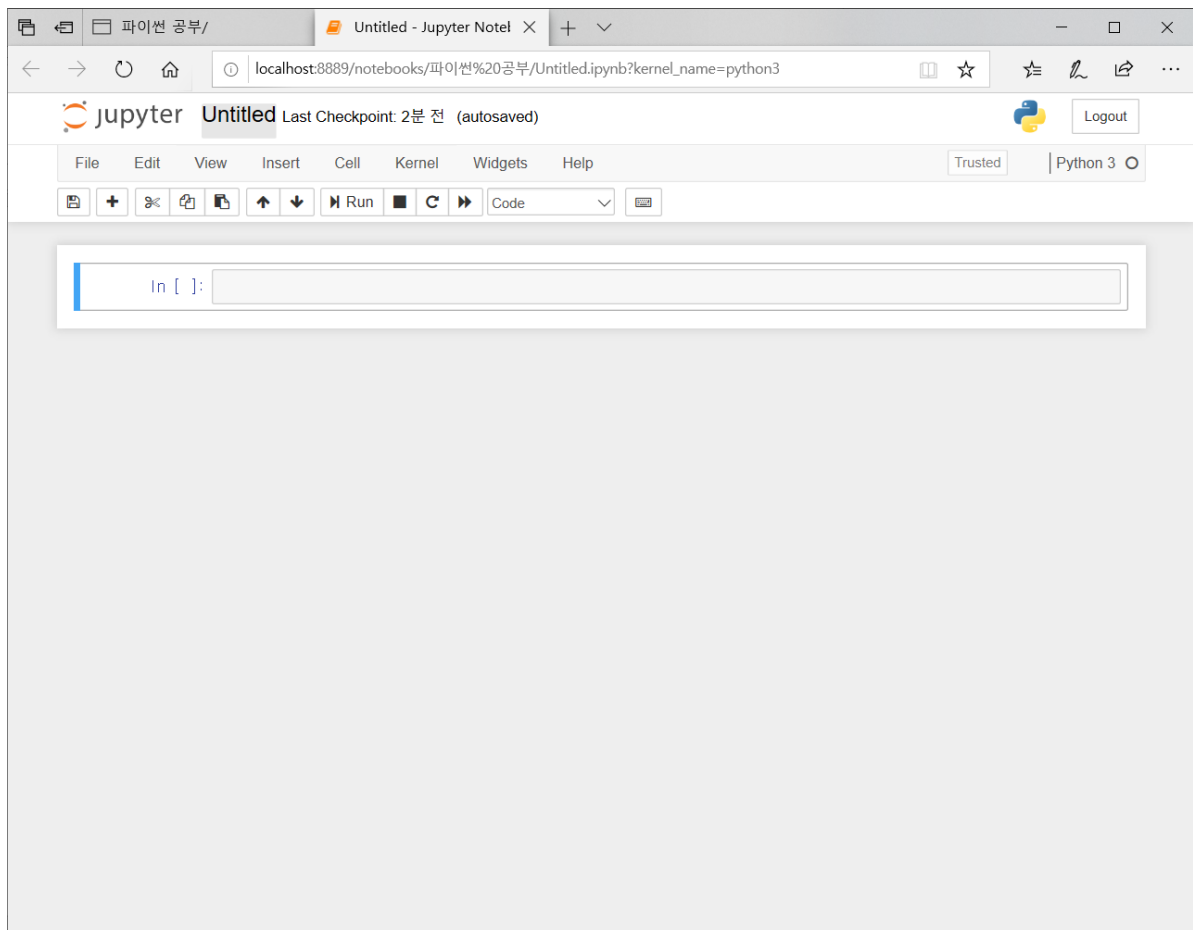 파이썬 공부/ Untitled - Jupyter Notel
localhost:8889/notebooks/파이썬%20공부/Untitled.ipynb?kernel_name=python3
jupyter Untitled Last Checkpoint: 2분 전 (autosaved) Logout
File Edit View Insert Cell Kernel Widgets Help Trusted Python 3
Run Code
In [ ]: